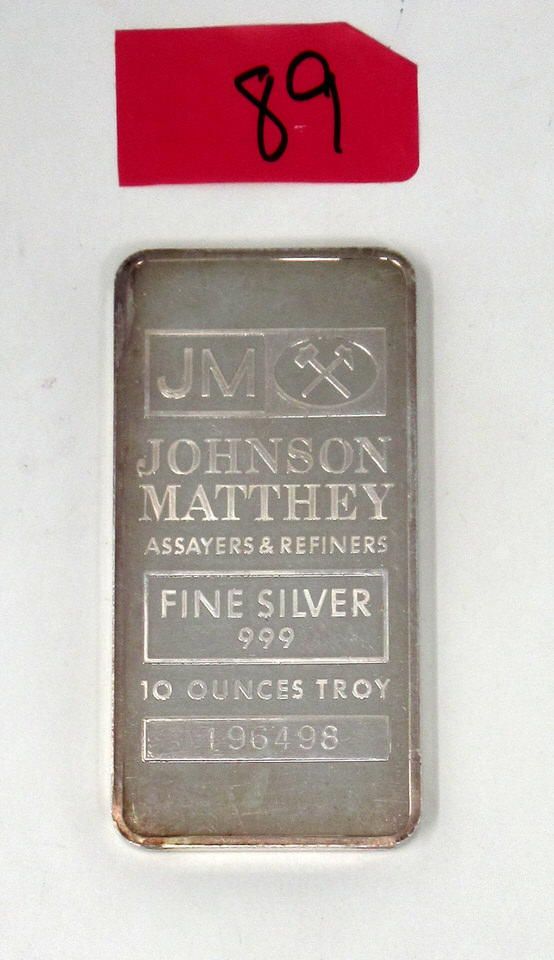 89
JM
JOHNSON
MATTHEY
ASSAYERS & REFINERS
FINE SILVER
999
10 OUNCES TROY
196498